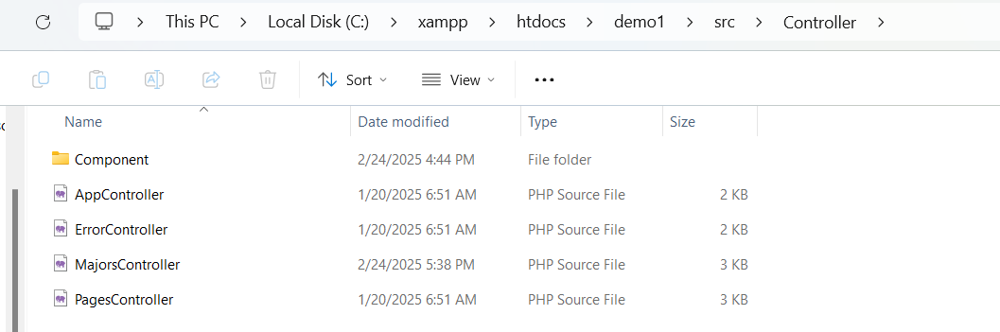 This PC > Local Disk (C:) > xampp > htdocs > demo1 > src > Controller >
Sort View •••
Name Date modified Type Size
Component 2/24/2025 4:44 PM File folder
AppController 1/20/2025 6:51 AM PHP Source File 2 KB
ErrorController 1/20/2025 6:51 AM PHP Source File 2 KB
MajorsController 2/24/2025 5:38 PM PHP Source File 3 KB
PagesController 1/20/2025 6:51 AM PHP Source File 3 KB